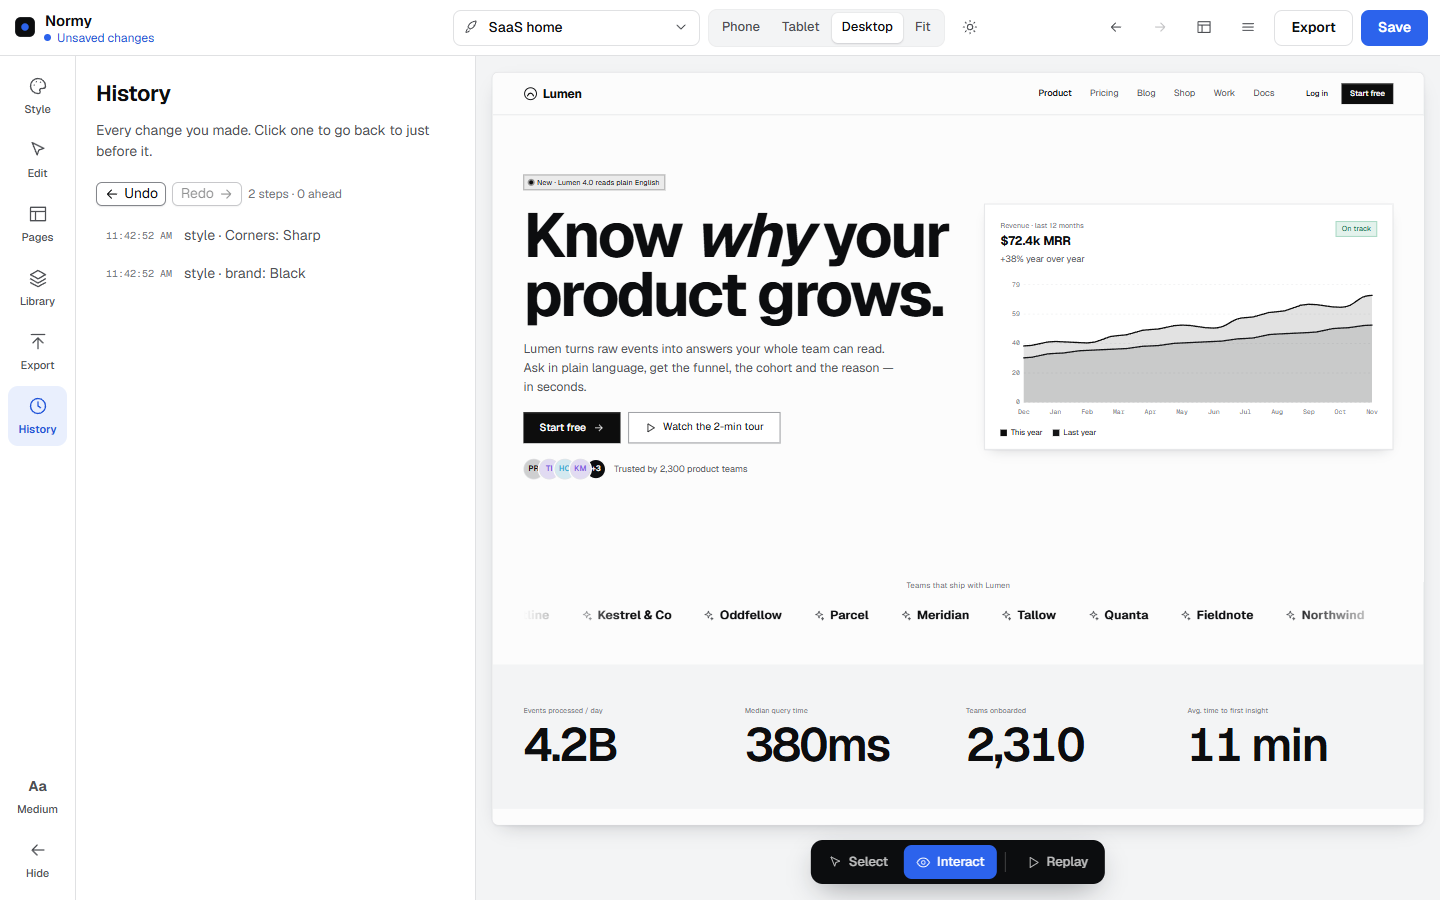 Normy
Unsaved changes
SaaS home
Phone
Tablet
Desktop
Fit
Export
Save
Style
Edit
Pages
Library
Export
History
Aa
Medium
Hide
History
Every change you made. Click one to go back to just
before it.
Undo
Redo
2 steps · 0 ahead
11:42:52 AM style · Corners: Sharp
11:42:52 AM style · brand: Black
Lumen
Product
Pricing
Blog
Shop
Work
Docs
Log in
Start free
New · Lumen 4.0 reads plain English
Know why your
product grows.
Lumen turns raw events into answers your whole team can read.
Ask in plain language, get the funnel, the cohort and the reason —
in seconds.
Start free
Watch the 2-min tour
PR TI HO KM +3
Trusted by 2,300 product teams
Revenue · last 12 months
$72.4k MRR
+38% year over year
On track
79
59
40
20
0
Dec Jan Feb Mar Apr May Jun Jul Aug Sep Oct Nov
This year
Last year
Teams that ship with Lumen
line
Kestrel & Co
Oddfellow
Parcel
Meridian
Tallow
Quanta
Fieldnote
Northwind
Events processed / day
4.2B
Median query time
380ms
Teams onboarded
2,310
Avg. time to first insight
11 min
Select
Interact
Replay